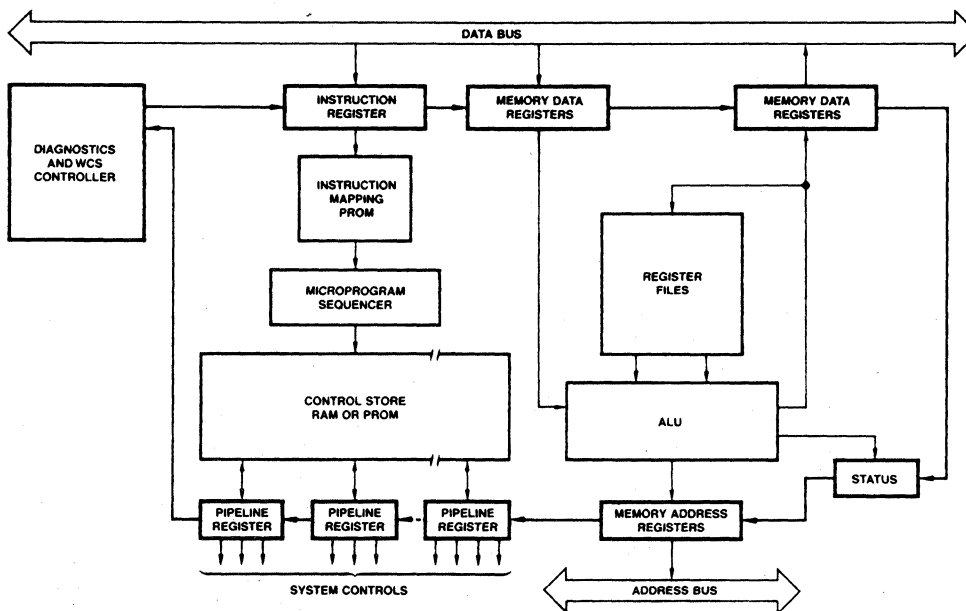 DATA BUS
DIAGNOSTICS
AND WCS
CONTROLLER
INSTRUCTION
REGISTER
MEMORY DATA
REGISTERS
MEMORY DATA
REGISTERS
INSTRUCTION
MAPPING
PROM
MICROPROGRAM
SEQUENCER
REGISTER
FILES
CONTROL STORE
RAM OR PROM
ALU
STATUS
PIPELINE
REGISTER
PIPELINE
REGISTER
PIPELINE
REGISTER
MEMORY ADDRESS
REGISTERS
SYSTEM CONTROLS
ADDRESS BUS